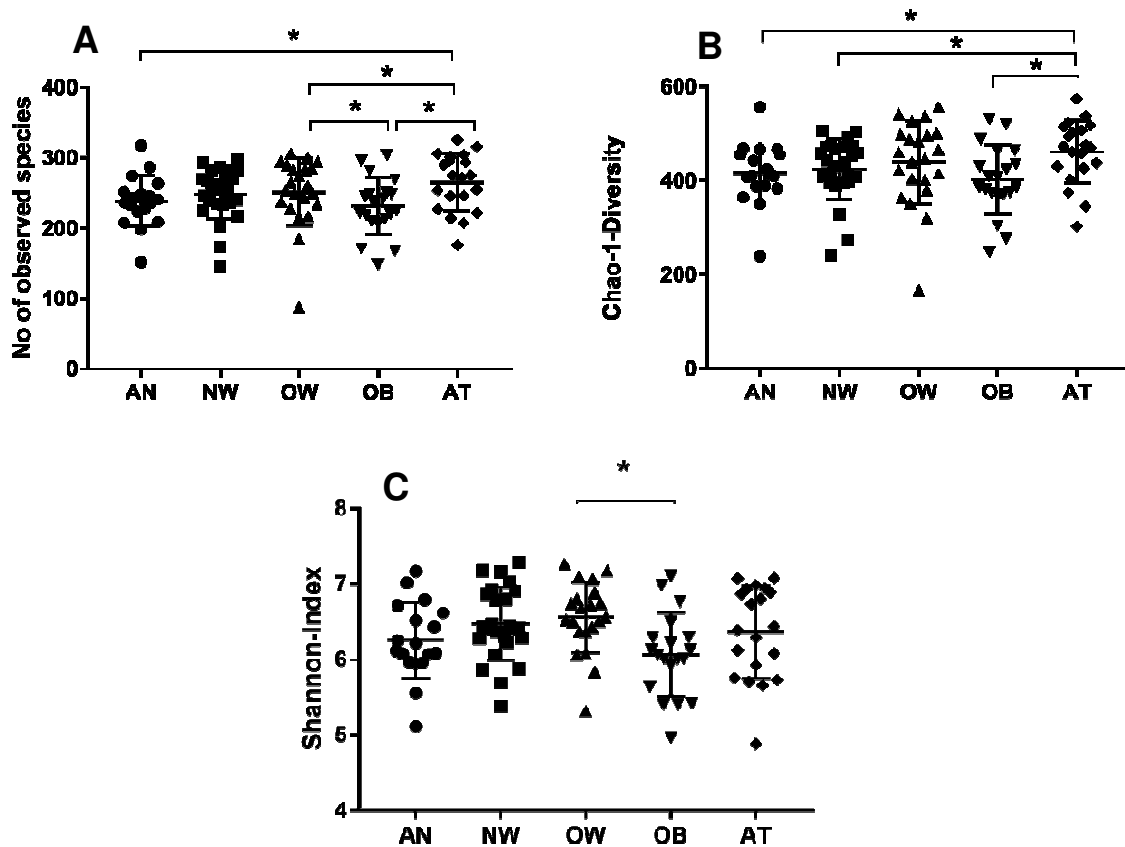 A
*
*
*
*
No of observed species
400
300
200
100
0
AN NW OW OB AT
B
*
*
*
Chao-1-Diversity
600
400
200
0
AN NW OW OB AT
C
*
Shannon-Index
8
7
6
5
4
AN NW OW OB AT